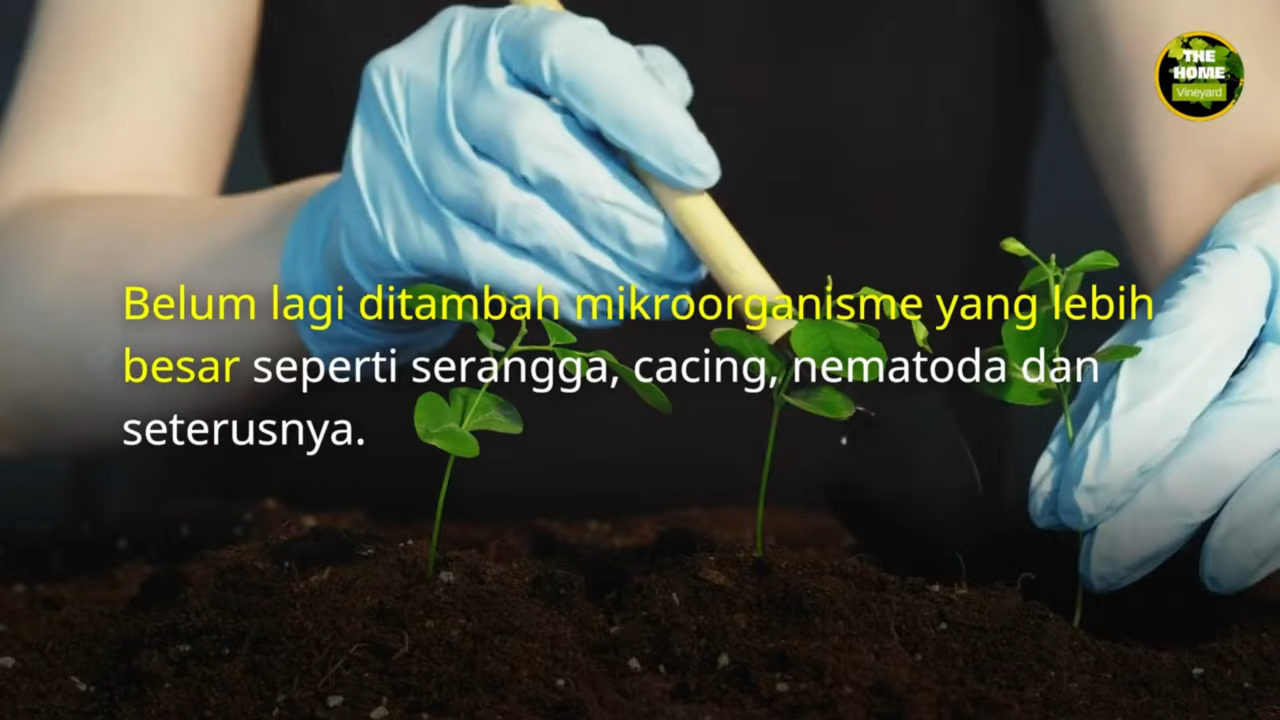 THE
HOME
Vineyard
Belum lagi ditambah mikroorganisme yang lebih
besar seperti serangga, cacing, nematoda dan
seterusnya.